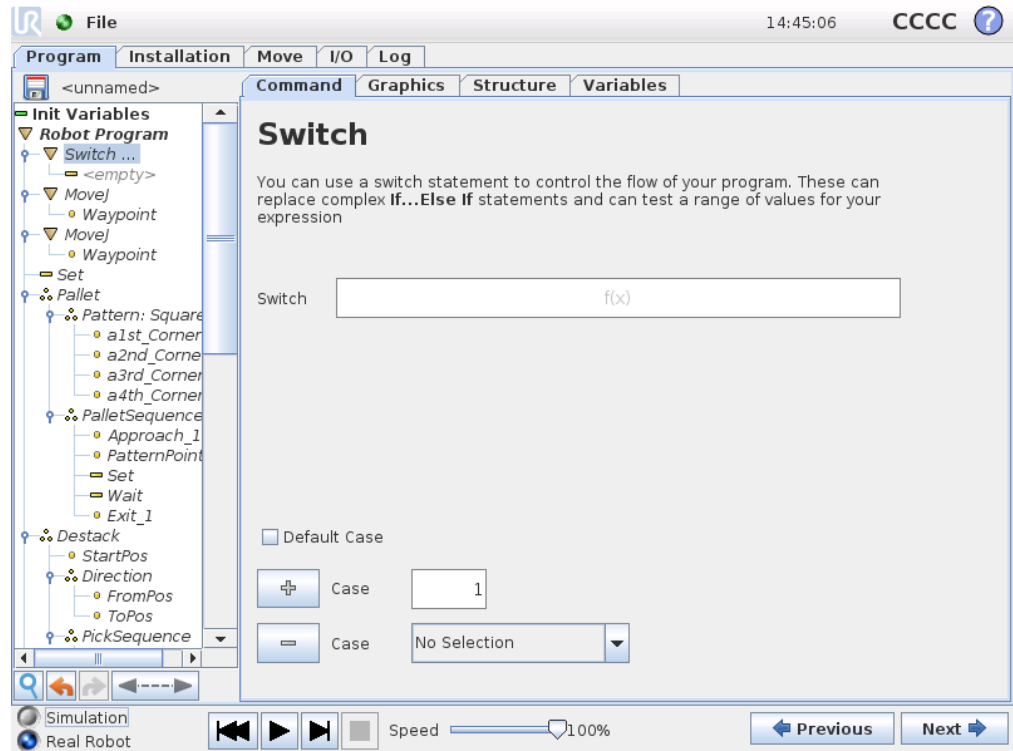 UR File 14:45:06 CCCC ?
Program Installation Move I/O Log
<unnamed>
Command Graphics Structure Variables
Init Variables
Robot Program
Switch ...
<empty>
MoveJ
Waypoint
MoveJ
Waypoint
Set
Pallet
Pattern: Square
a1st_Corner
a2nd_Corne
a3rd_Corner
a4th_Corner
PalletSequence
Approach_1
PatternPoint
Set
Wait
Exit_1
Destack
StartPos
Direction
FromPos
ToPos
PickSequence
Switch
You can use a switch statement to control the flow of your program. These can
replace complex If...Else If statements and can test a range of values for your
expression
Switch f(x)
Default Case
Case 1
Case No Selection
Simulation
Real Robot
Speed 100%
Previous Next